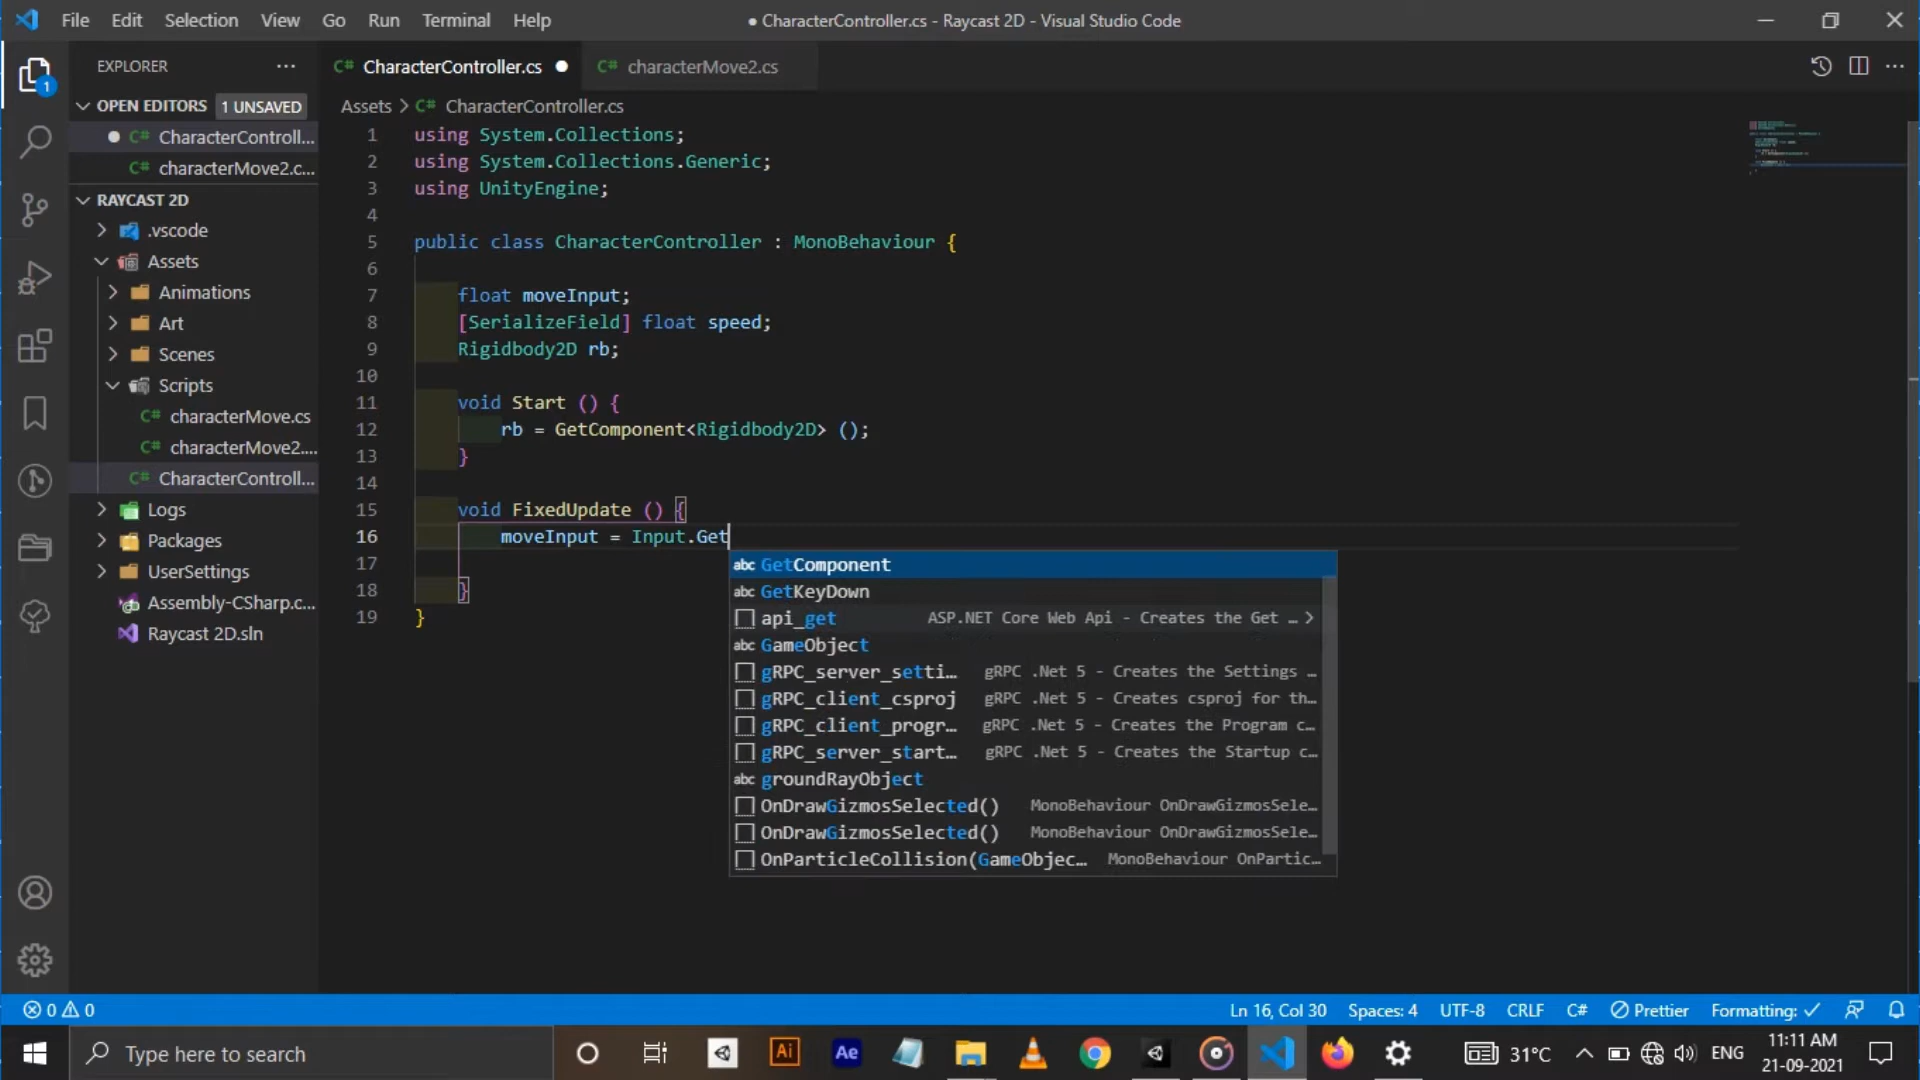 File Edit Selection View Go Run Terminal Help
● CharacterController.cs - Raycast 2D - Visual Studio Code
EXPLORER
C# CharacterController.cs
C# characterMove2.cs
OPEN EDITORS 1 UNSAVED
Assets > C# CharacterController.cs
C# CharacterControll...
C# characterMove2.c...
RAYCAST 2D
.vscode
Assets
Animations
Art
Scenes
Scripts
C# characterMove.cs
C# characterMove2....
C# CharacterControll...
Logs
Packages
UserSettings
Assembly-CSharp.c...
Raycast 2D.sln
1
1 using System.Collections;
2 using System.Collections.Generic;
3 using UnityEngine;
4
5 public class CharacterController : MonoBehaviour {
6
7 float moveInput;
8 [SerializeField] float speed;
9 Rigidbody2D rb;
10
11 void Start () {
12 rb = GetComponent<Rigidbody2D> ();
13 }
14
15 void FixedUpdate () {
16 moveInput = Input.Get
17
18 }
19 }
abc GetComponent
abc GetKeyDown
api_get ASP.NET Core Web Api - Creates the Get … >
abc GameObject
gRPC_server_setti… gRPC .Net 5 - Creates the Settings …
gRPC_client_csproj gRPC .Net 5 - Creates csproj for th…
gRPC_client_progr… gRPC .Net 5 - Creates the Program c…
gRPC_server_start… gRPC .Net 5 - Creates the Startup c…
abc groundRayObject
OnDrawGizmosSelected() MonoBehaviour OnDrawGizmosSele…
OnDrawGizmosSelected() MonoBehaviour OnDrawGizmosSele…
OnParticleCollision(GameObjec… MonoBehaviour OnPartic…
0 0
Ln 16, Col 30 Spaces: 4 UTF-8 CRLF C# Prettier Formatting: ✓
Type here to search
Ai
Ae
31°C
ENG
11:11 AM
21-09-2021